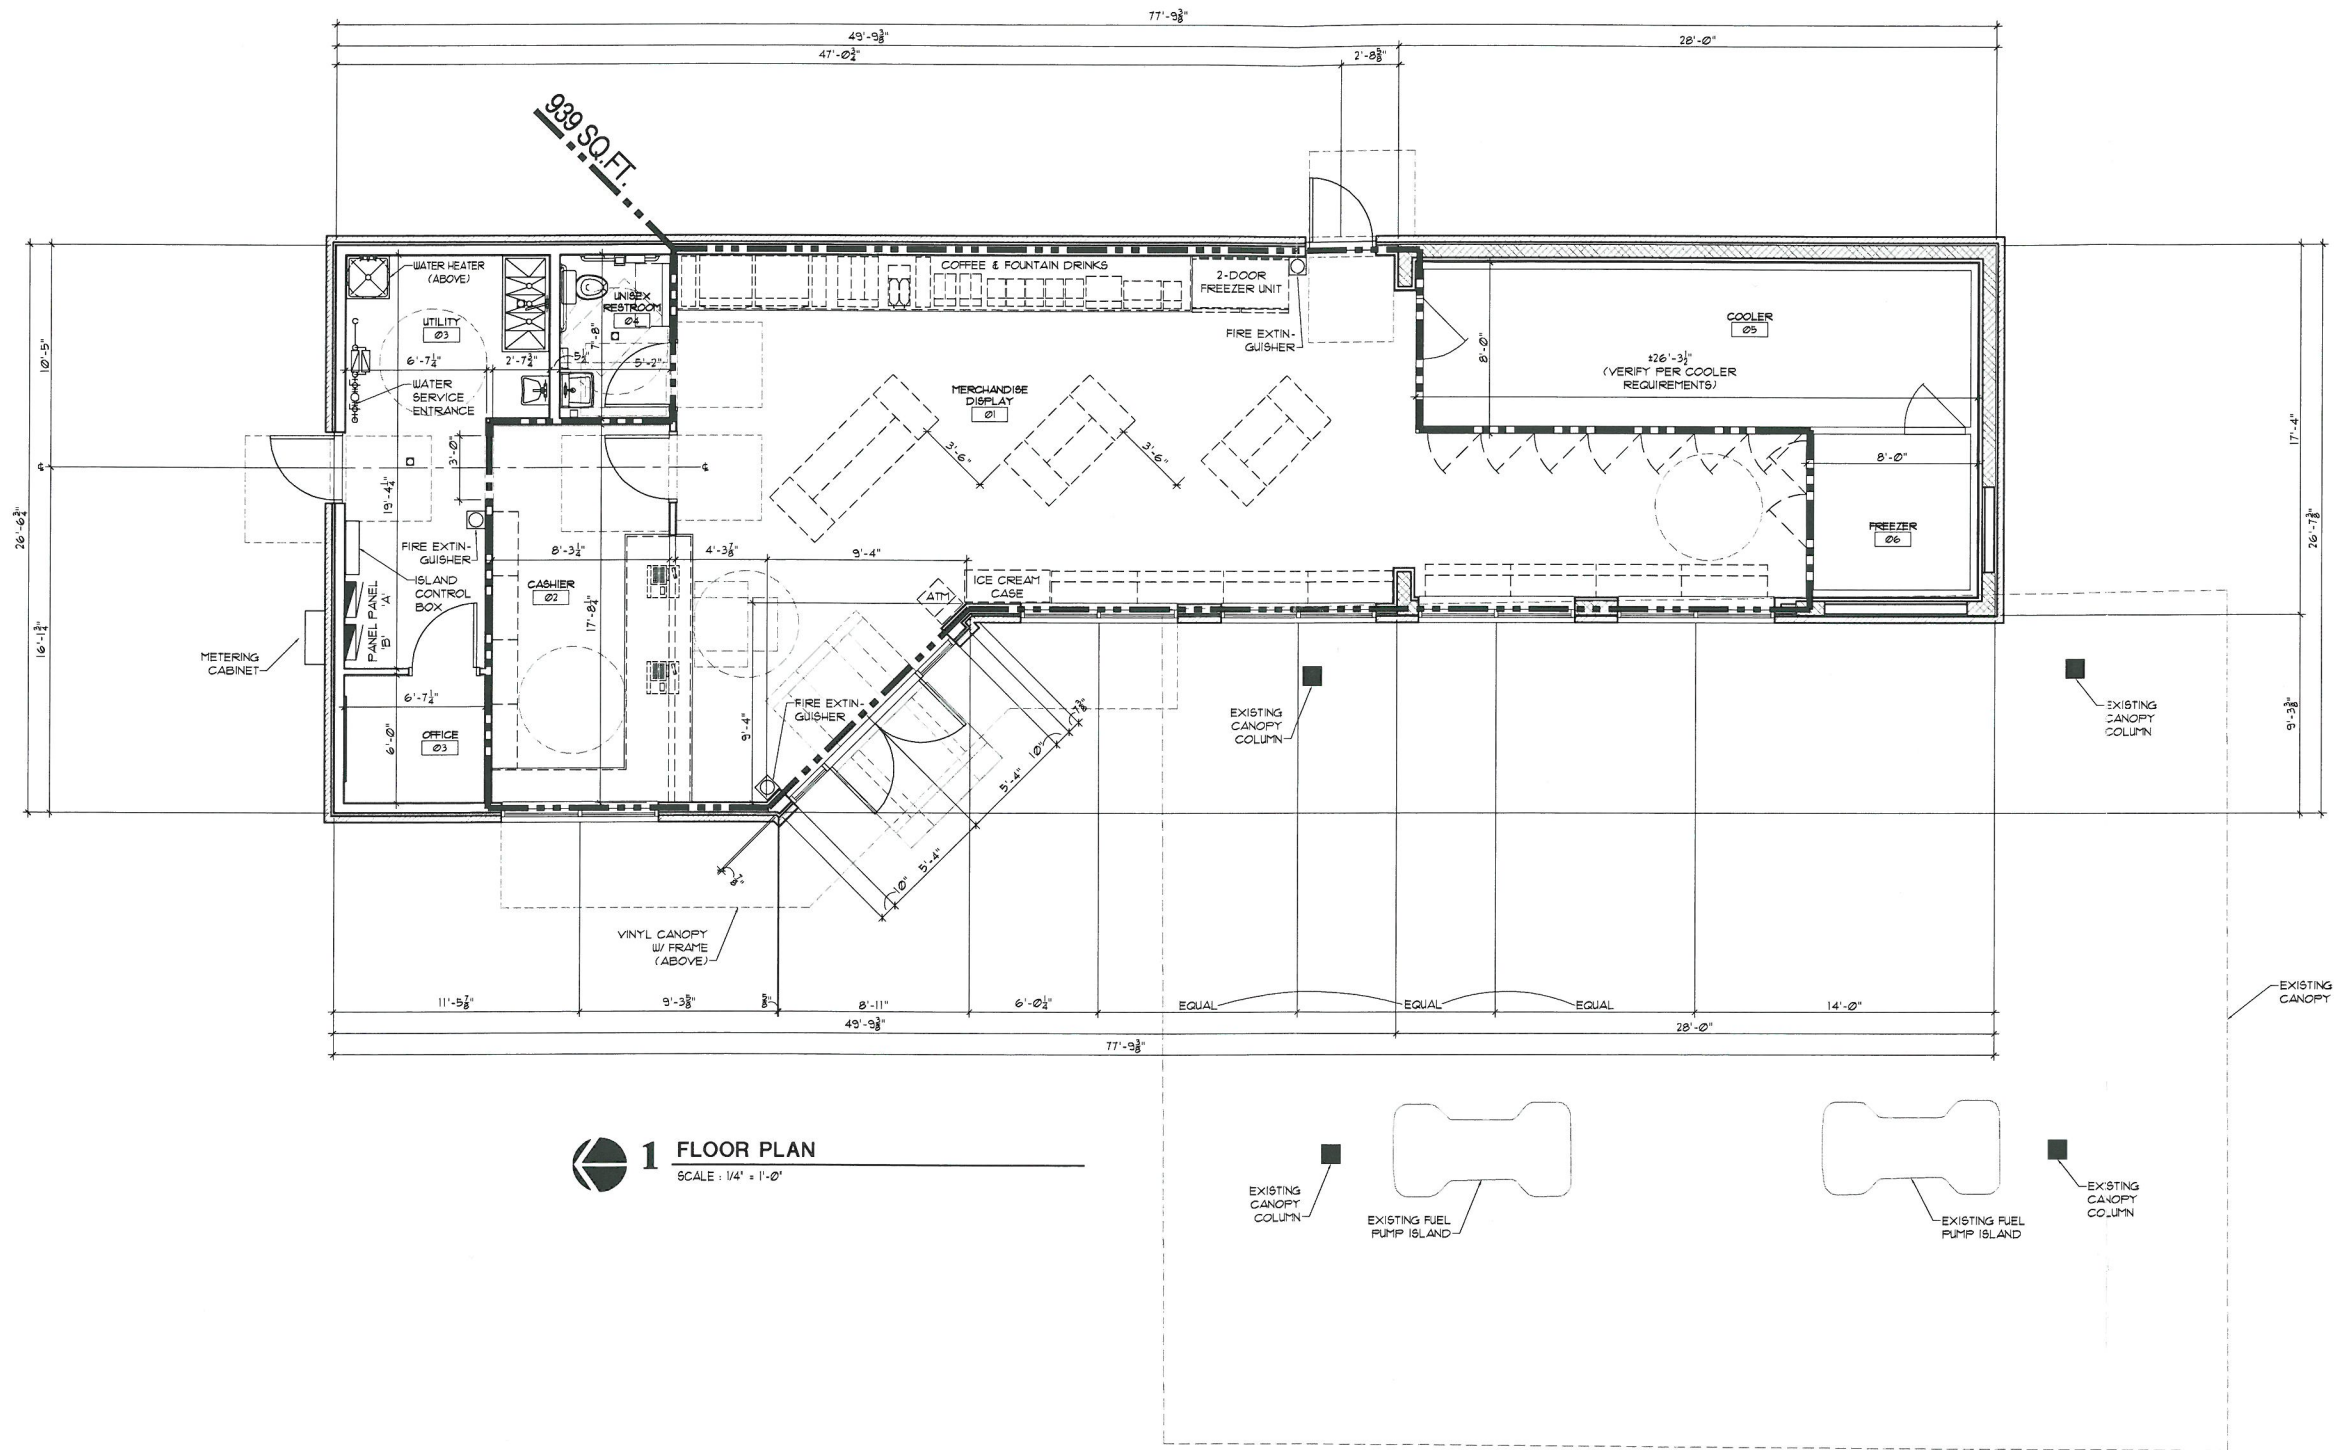 77'-9⅜"
49'-9⅜"
28'-0"
47'-0¾"
2'-8⅝"
939 SQ.FT.
WATER HEATER
(ABOVE)
UTILITY
03
UNISEX
RESTROOM
04
COFFEE & FOUNTAIN DRINKS
2-DOOR
FREEZER UNIT
FIRE EXTIN-
GUISHER
COOLER
05
±26'-3½"
(VERIFY PER COOLER
REQUIREMENTS)
8'-0"
10'-5"
6'-7¼"
2'-7¾"
5½"
7'-8"
5'-2"
WATER
SERVICE
ENTRANCE
MERCHANDISE
DISPLAY
01
3'-6"
3'-6"
17'-4"
26'-6¾"
℄
3'-0"
℄
19'-4¼"
8'-0"
FREEZER
06
26'-7⅜"
FIRE EXTIN-
GUISHER
8'-3¼"
4'-3⅞"
9'-4"
ISLAND
CONTROL
BOX
CASHIER
02
ATM
ICE CREAM
CASE
16'-1¾"
PANEL 'A'
PANEL 'B'
17'-8¼"
METERING
CABINET
6'-7¼"
OFFICE
03
6'-0"
9'-4"
FIRE EXTIN-
GUISHER
EXISTING
CANOPY
COLUMN
EXISTING
CANOPY
COLUMN
9'-3⅜"
10"
5'-4"
5'-4"
10"
VINYL CANOPY
W/ FRAME
(ABOVE)
EXISTING
CANOPY
11'-5⅞"
9'-3⅝"
8'-11"
6'-0¼"
EQUAL
EQUAL
EQUAL
14'-0"
49'-9⅜"
28'-0"
77'-9⅜"
1 FLOOR PLAN
SCALE : 1/4" = 1'-0"
EXISTING
CANOPY
COLUMN
EXISTING FUEL
PUMP ISLAND
EXISTING FUEL
PUMP ISLAND
EXISTING
CANOPY
COLUMN